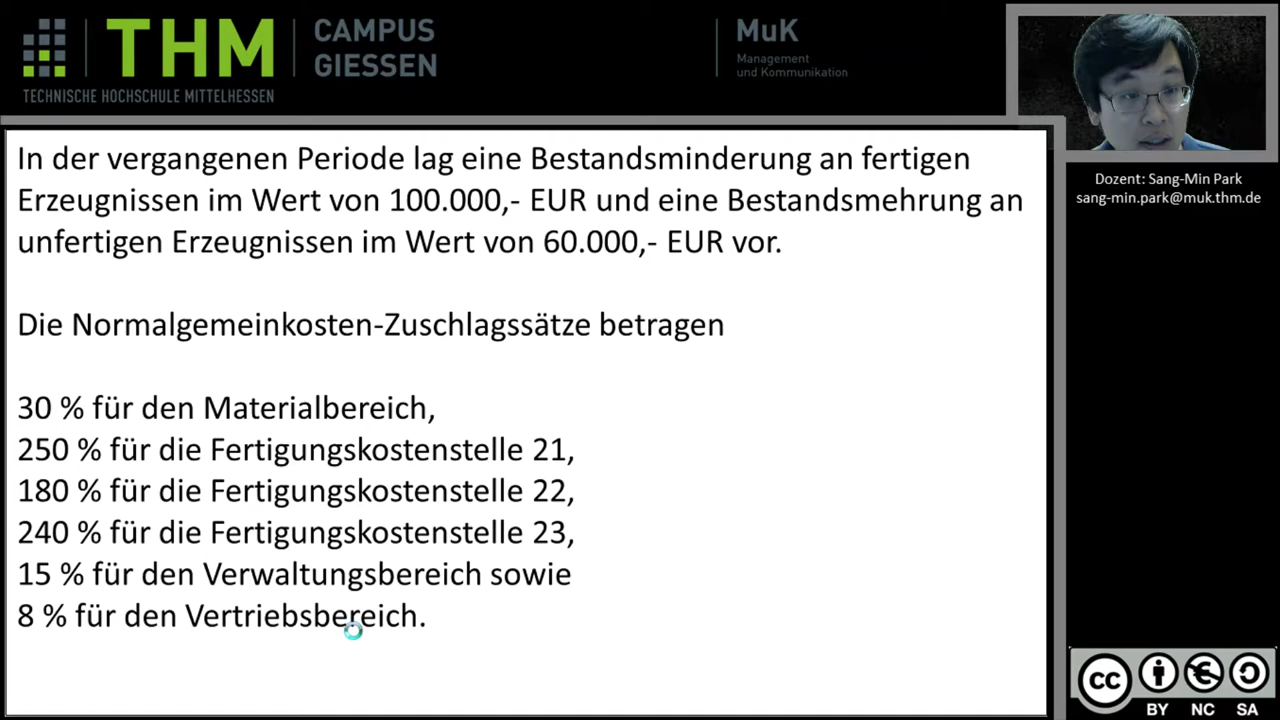 THM
CAMPUS
GIESSEN
TECHNISCHE HOCHSCHULE MITTELHESSEN
MuK
Management
und Kommunikation
In der vergangenen Periode lag eine Bestandsminderung an fertigen
Erzeugnissen im Wert von 100.000,- EUR und eine Bestandsmehrung an
unfertigen Erzeugnissen im Wert von 60.000,- EUR vor.
Die Normalgemeinkosten-Zuschlagssätze betragen
30 % für den Materialbereich,
250 % für die Fertigungskostenstelle 21,
180 % für die Fertigungskostenstelle 22,
240 % für die Fertigungskostenstelle 23,
15 % für den Verwaltungsbereich sowie
8 % für den Vertriebsbereich.
Dozent: Sang-Min Park
sang-min.park@muk.thm.de
cc
BY NC SA